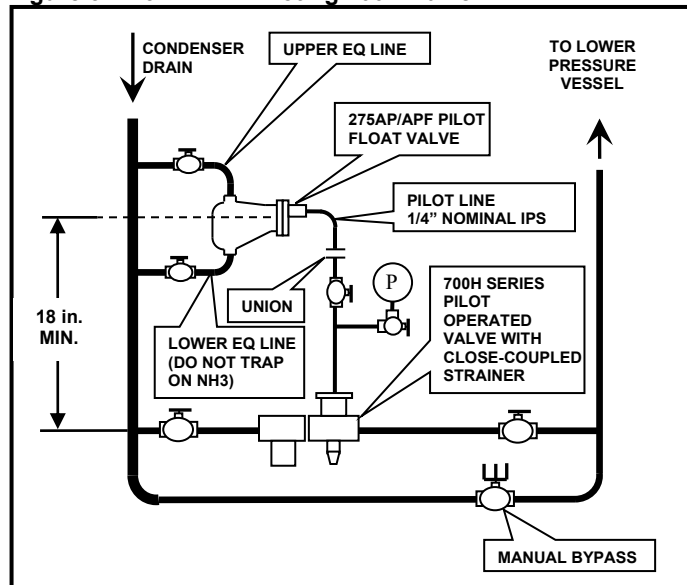 CONDENSER
DRAIN
UPPER EQ LINE
TO LOWER
PRESSURE
VESSEL
275AP/APF PILOT
FLOAT VALVE
PILOT LINE
1/4" NOMINAL IPS
P
UNION
700H SERIES
PILOT
OPERATED
VALVE WITH
CLOSE-COUPLED
STRAINER
18 in.
MIN.
LOWER EQ LINE
(DO NOT TRAP
ON NH3)
MANUAL BYPASS